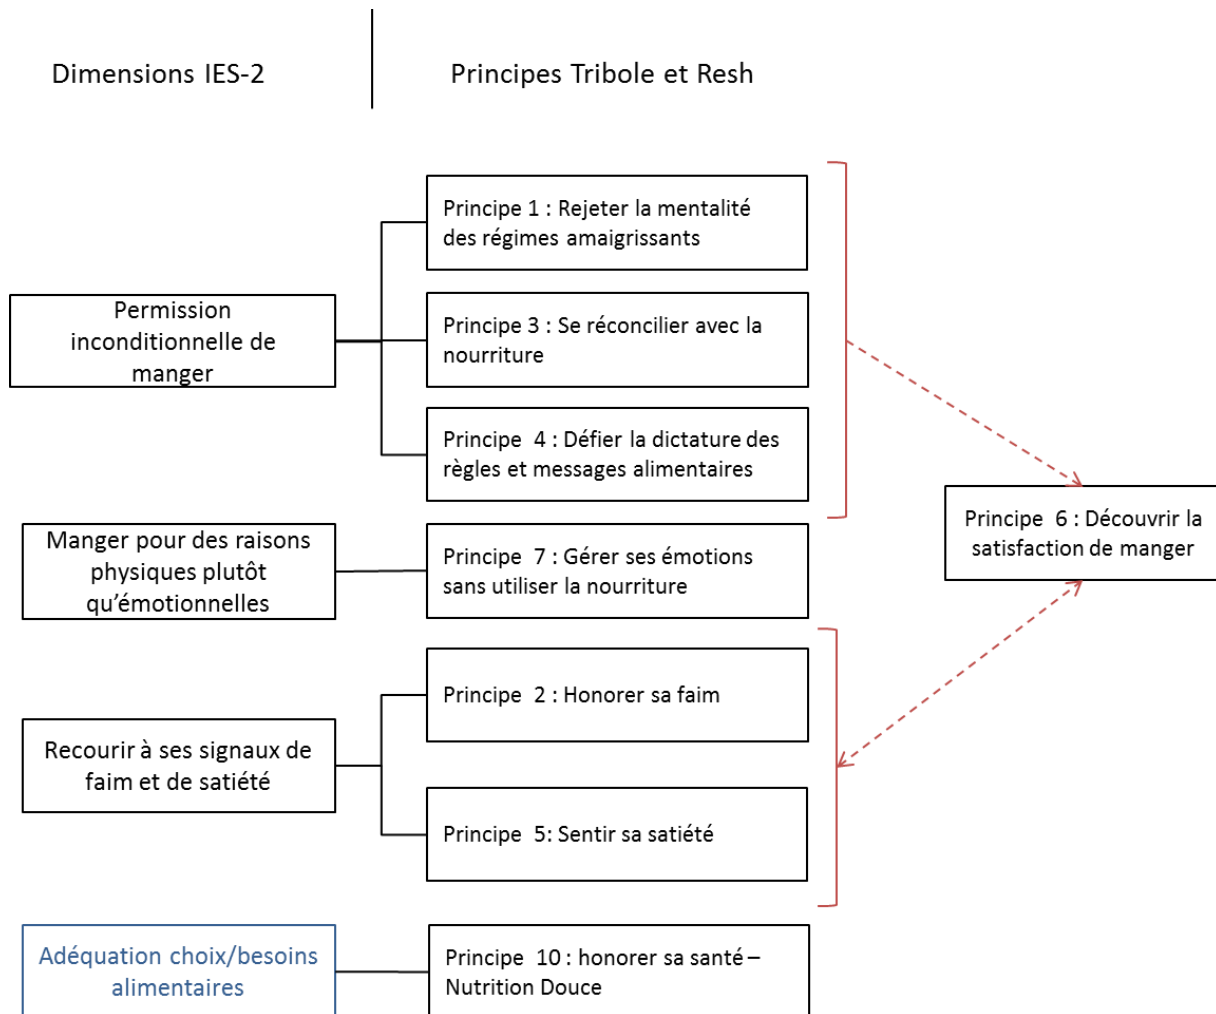 Dimensions IES-2
Principes Tribole et Resh
Principe 1 : Rejeter la mentalité
des régimes amaigrissants
Permission
inconditionnelle de
manger
Principe 3 : Se réconcilier avec la
nourriture
Principe 4 : Défier la dictature des
règles et messages alimentaires
Principe 6 : Découvrir la
satisfaction de manger
Manger pour des raisons
physiques plutôt
qu'émotionnelles
Principe 7 : Gérer ses émotions
sans utiliser la nourriture
Recourir à ses signaux de
faim et de satiété
Principe 2 : Honorer sa faim
Principe 5: Sentir sa satiété
Adéquation choix/besoins
alimentaires
Principe 10 : honorer sa santé –
Nutrition Douce